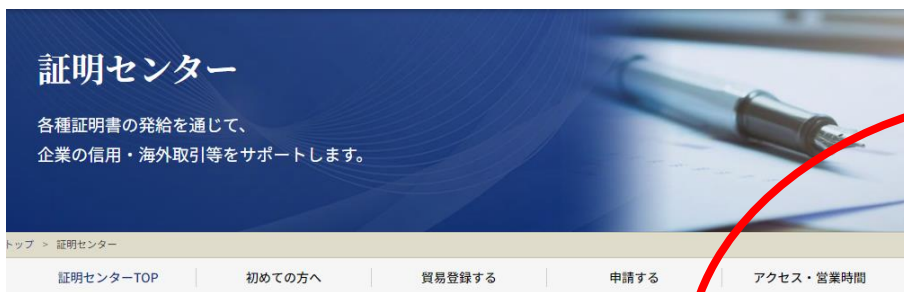 証明センター
各種証明書の発給を通じて、
企業の信用・海外取引等をサポートします。
トップ > 証明センター
証明センターTOP 初めての方へ 貿易登録する 申請する アクセス・営業時間